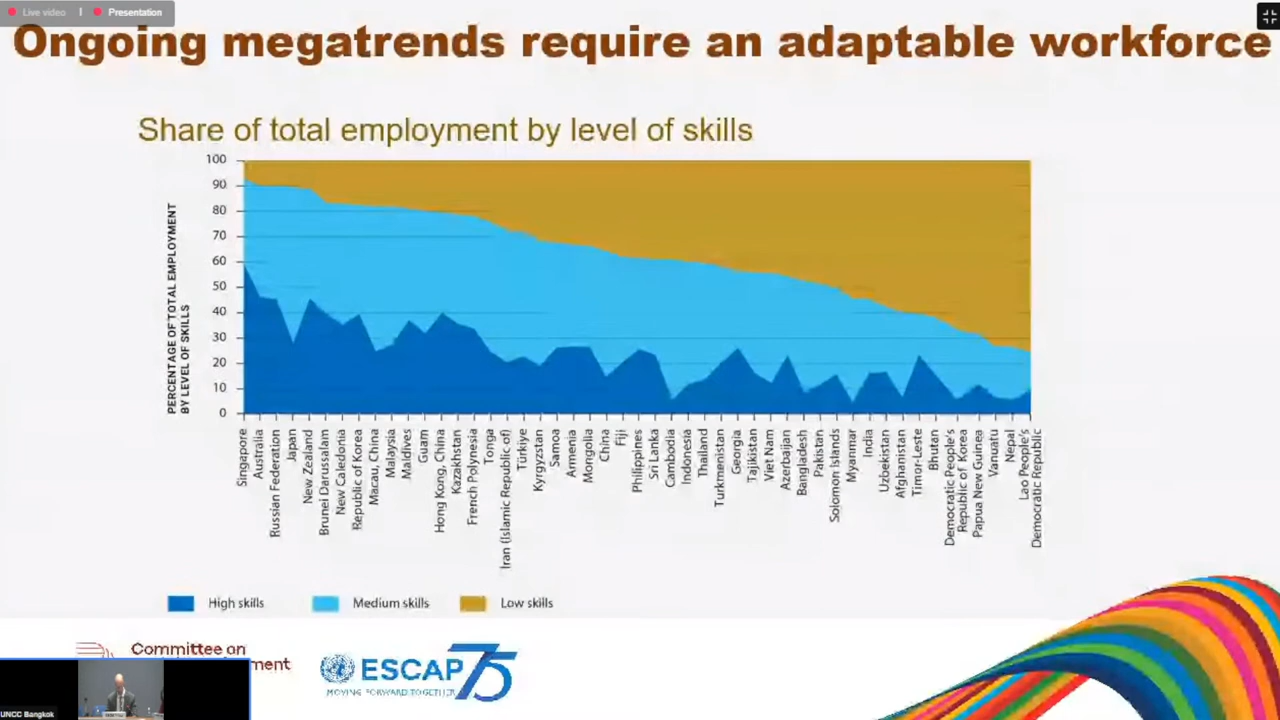 Live video | Presentation
Ongoing megatrends require an adaptable workforce
Share of total employment by level of skills
PERCENTAGE OF TOTAL EMPLOYMENT
BY LEVEL OF SKILLS
100
90
80
70
60
50
40
30
20
10
0
Singapore
Australia
Russian Federation
Japan
New Zealand
Brunei Darussalam
New Caledonia
Republic of Korea
Macau, China
Malaysia
Maldives
Guam
Hong Kong, China
Kazakhstan
French Polynesia
Tonga
Iran (Islamic Republic of)
Türkiye
Kyrgyzstan
Samoa
Armenia
Mongolia
China
Fiji
Philippines
Sri Lanka
Cambodia
Indonesia
Thailand
Turkmenistan
Georgia
Tajikistan
Viet Nam
Azerbaijan
Bangladesh
Pakistan
Solomon Islands
Myanmar
India
Uzbekistan
Afghanistan
Timor-Leste
Bhutan
Democratic People's
Republic of Korea
Papua New Guinea
Vanuatu
Nepal
Lao People's
Democratic Republic
High skills
Medium skills
Low skills
Committee on
ment
ESCAP 75
MOVING FORWARD TOGETHER
UNCC Bangkok